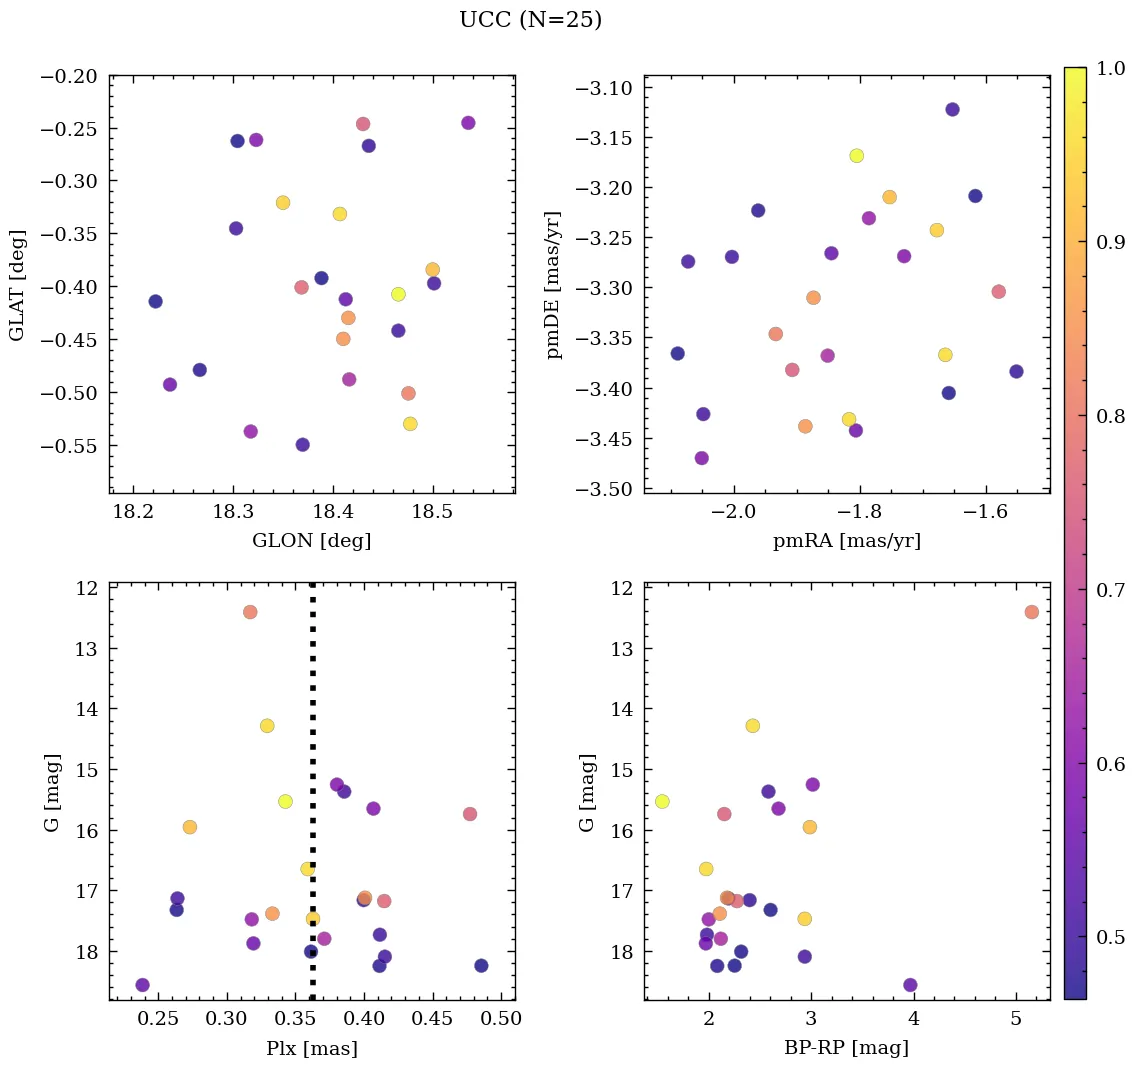 UCC (N=25)
−0.20
−0.25
−0.30
−0.35
−0.40
−0.45
−0.50
−0.55
GLAT [deg]
18.2 18.3 18.4 18.5
GLON [deg]
−3.10
−3.15
−3.20
−3.25
−3.30
−3.35
−3.40
−3.45
−3.50
pmDE [mas/yr]
−2.0 −1.8 −1.6
pmRA [mas/yr]
12
13
14
15
16
17
18
G [mag]
0.25 0.30 0.35 0.40 0.45 0.50
Plx [mas]
12
13
14
15
16
17
18
G [mag]
2 3 4 5
BP-RP [mag]
1.0
0.9
0.8
0.7
0.6
0.5